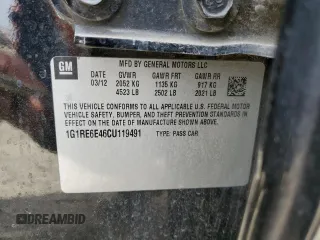 GM
MFD BY GENERAL MOTORS LLC
DATE GVWR GAWR FRT GAWR RR
03/12 2052 KG 1135 KG 917 KG
4523 LB 2502 LB 2021 LB
THIS VEHICLE CONFORMS TO ALL APPLICABLE U.S. FEDERAL MOTOR
VEHICLE SAFETY, BUMPER, AND THEFT PREVENTION STANDARDS
IN EFFECT ON THE DATE OF MANUFACTURE SHOWN ABOVE.
1G1RE6E46CU119491 TYPE: PASS CAR
DREAMBID